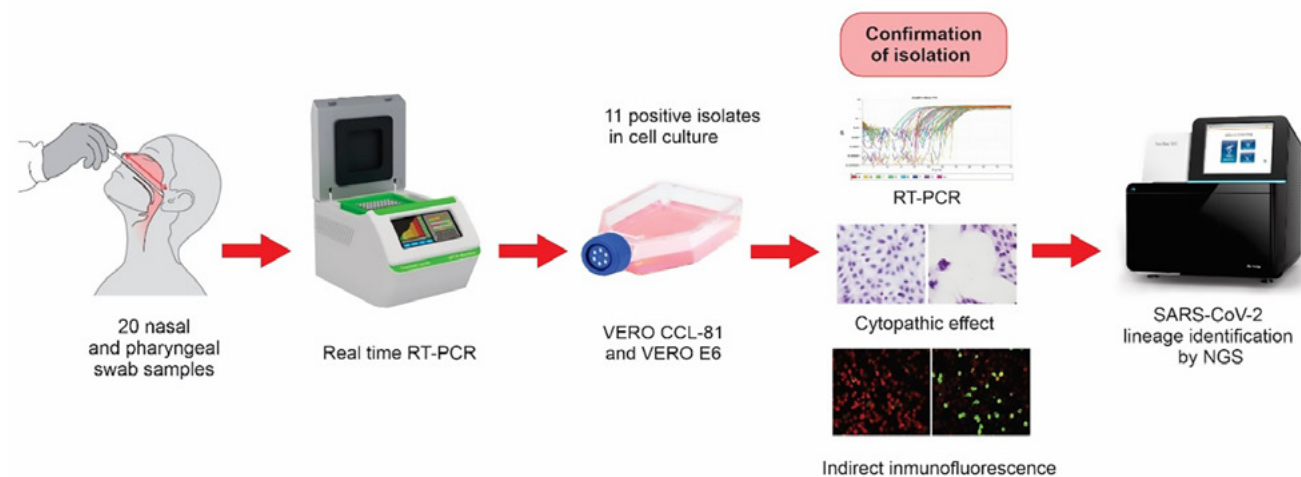 Confirmation
of isolation
11 positive isolates
in cell culture
RT-PCR
20 nasal
and pharyngeal
swab samples
Real time RT-PCR
VERO CCL-81
and VERO E6
Cytopathic effect
SARS-CoV-2
lineage identification
by NGS
Indirect inmunofluorescence